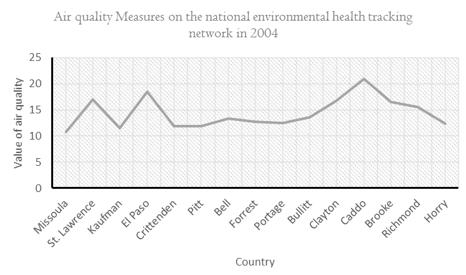 Air quality Measures on the national environmental health tracking
network in 2004
Value of air quality
25
20
15
10
5
0
Missoula
St. Lawrence
Kaufman
El Paso
Crittenden
Pitt
Bell
Forrest
Portage
Bullitt
Clayton
Caddo
Brooke
Richmond
Horry
Country